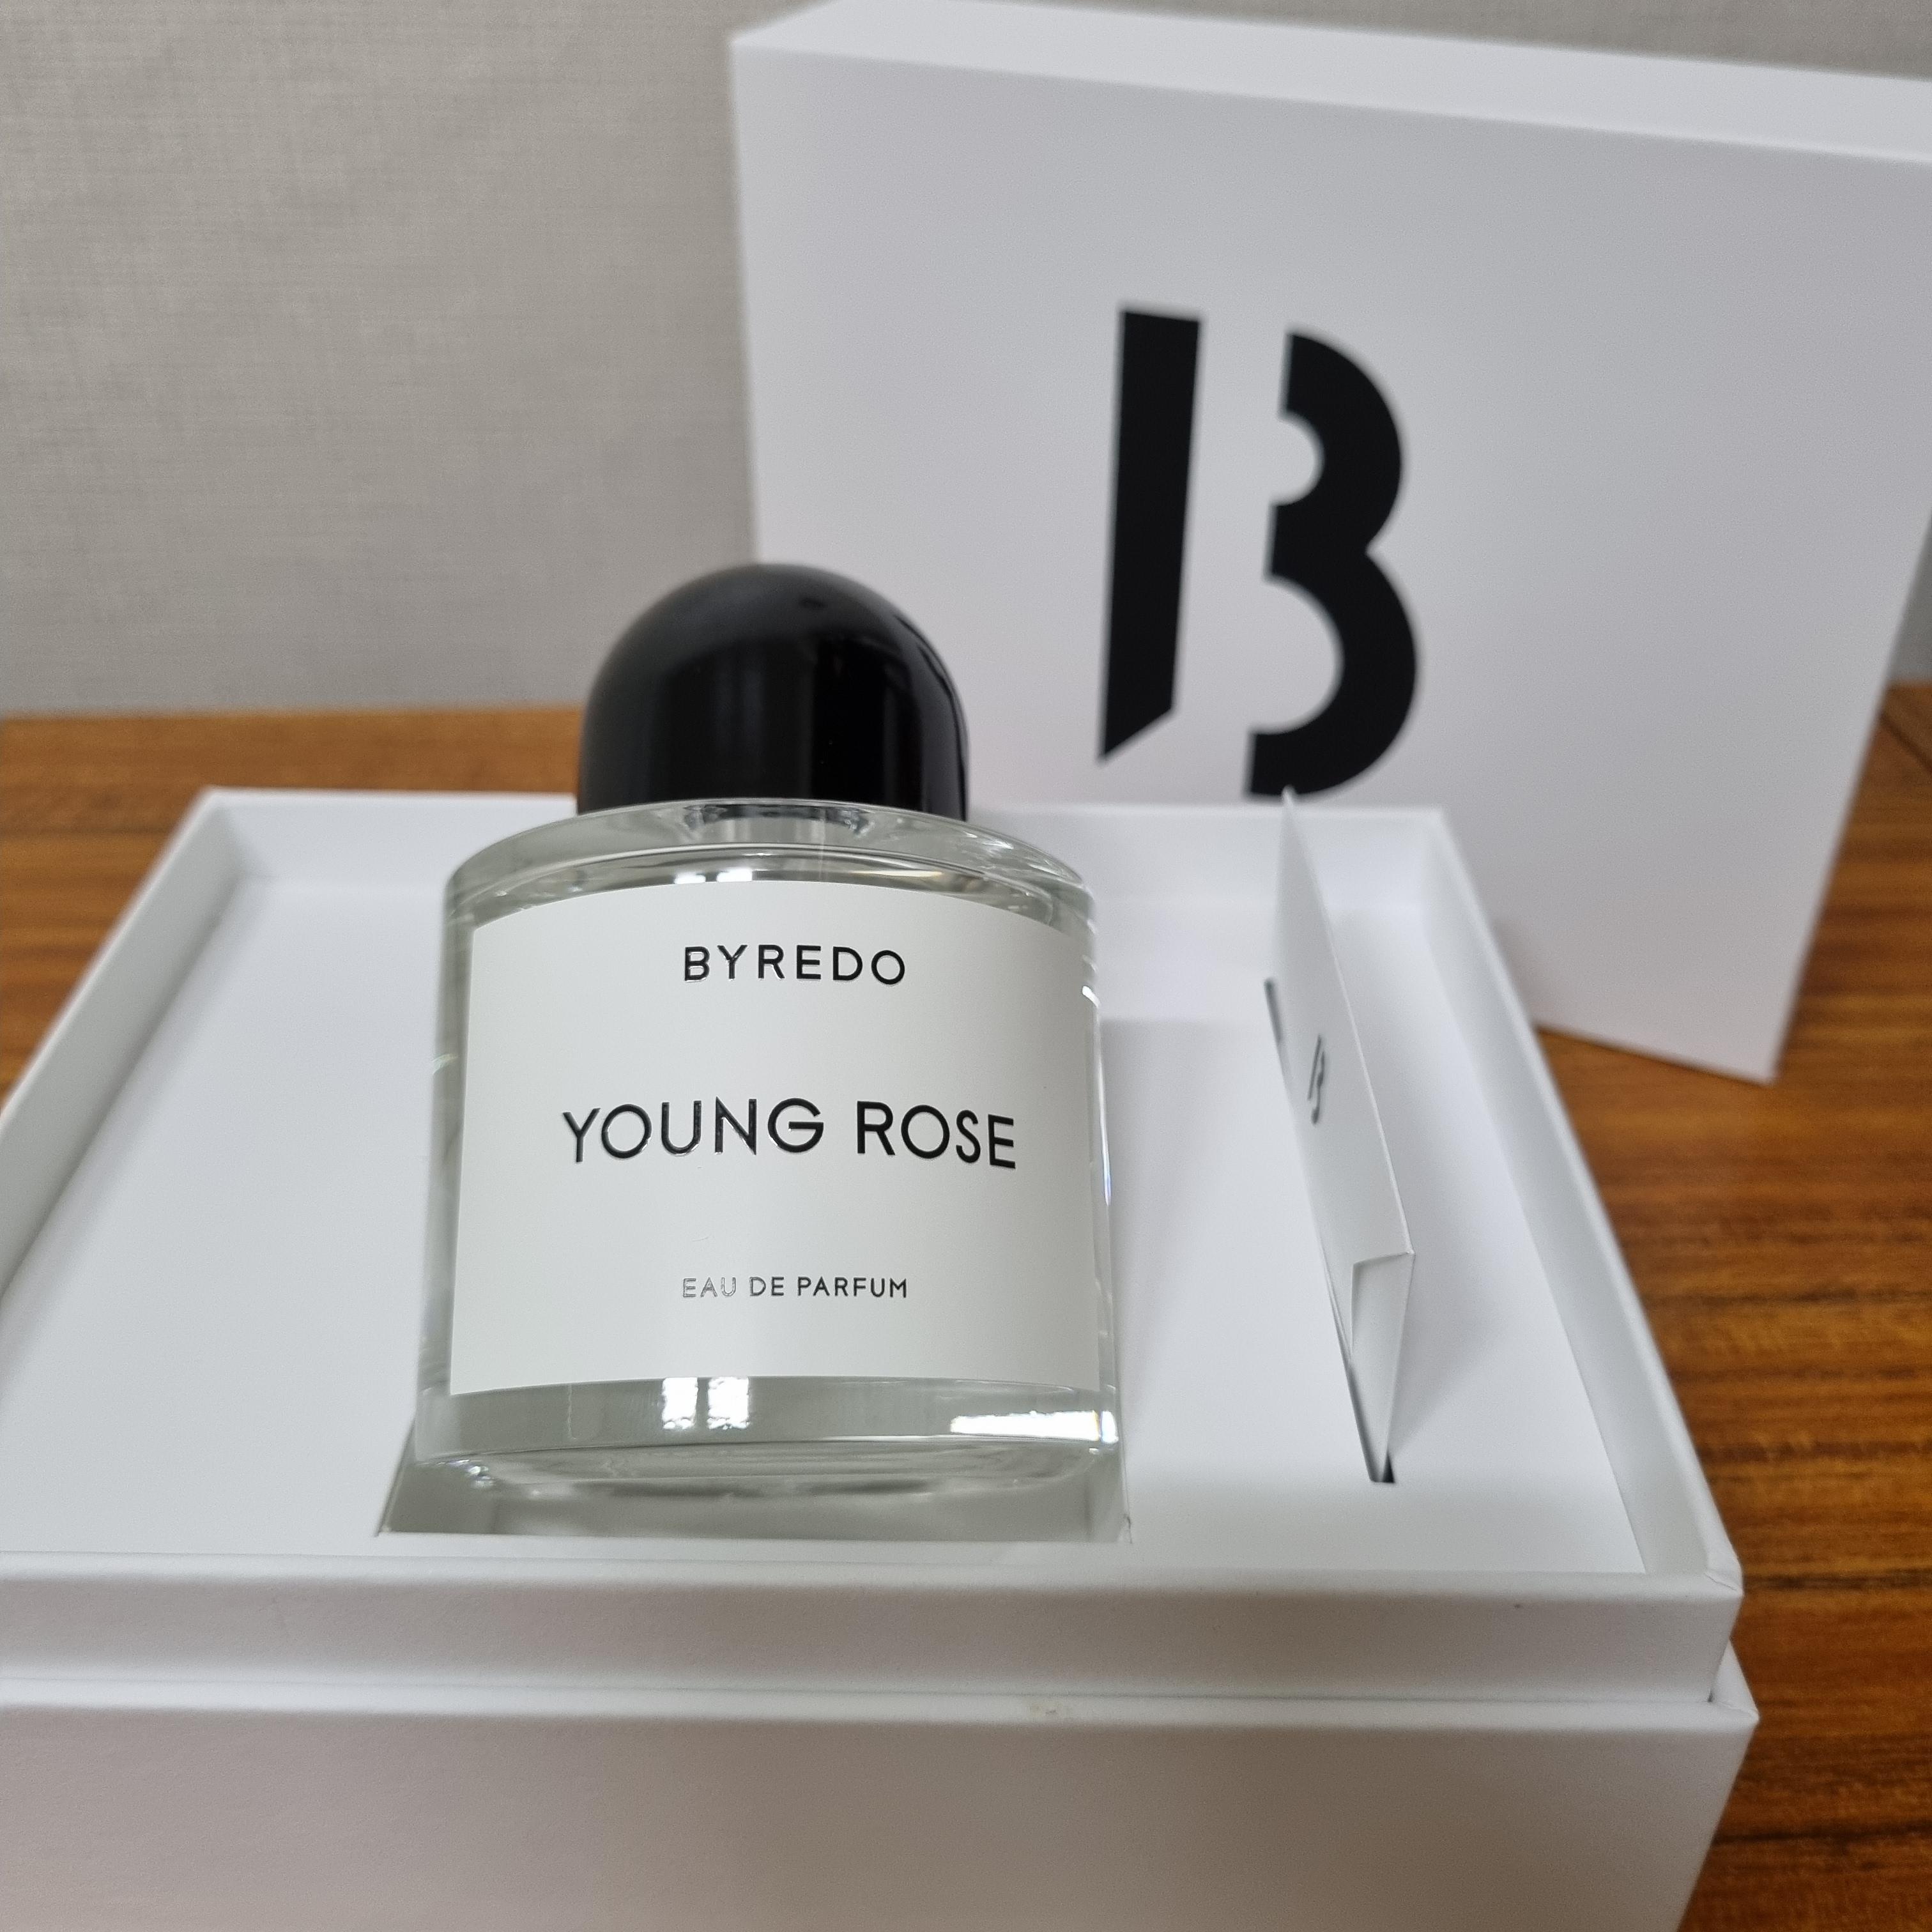 B
BYREDO
YOUNG ROSE
EAU DE PARFUM
B